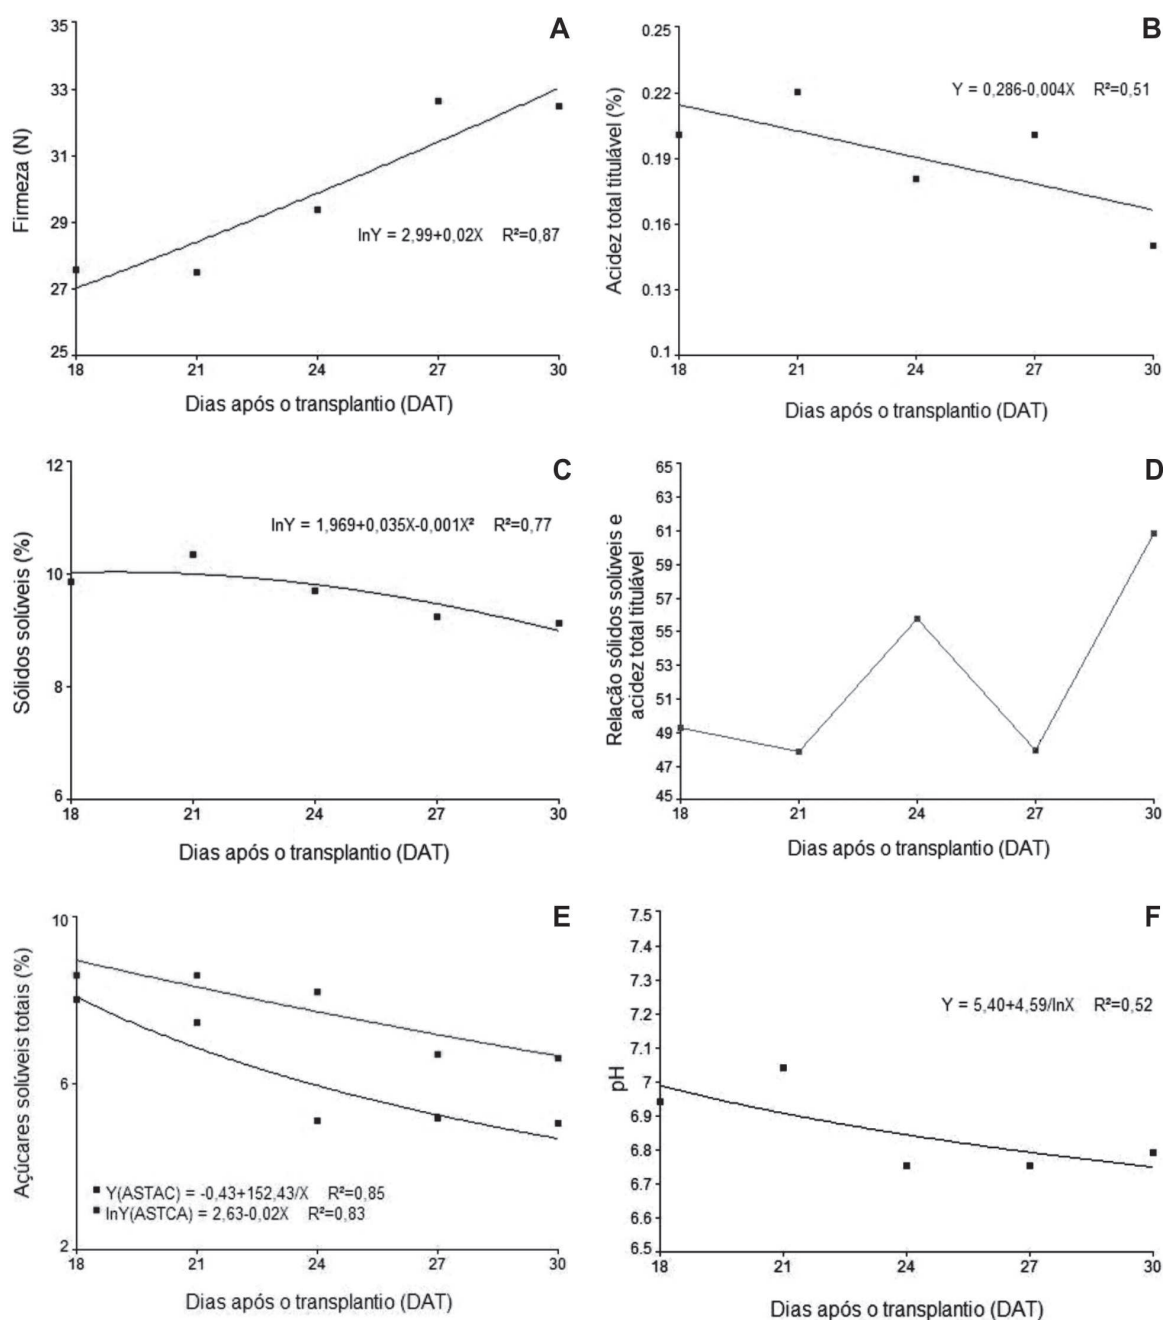 A
35
33
31
29
27
25
Firmeza (N)
lnY = 2,99+0,02X R²=0,87
18 21 24 27 30
Dias após o transplantio (DAT)
B
0.25
0.22
0.19
0.16
0.13
0.1
Acidez total titulável (%)
Y = 0,286-0,004X R²=0,51
18 21 24 27 30
Dias após o transplantio (DAT)
C
12
10
8
6
Sólidos solúveis (%)
lnY = 1,969+0,035X-0,001X² R²=0,77
18 21 24 27 30
Dias após o transplantio (DAT)
D
65
63
61
59
57
55
53
51
49
47
45
Relação sólidos solúveis e
acidez total titulável
18 21 24 27 30
Dias após o transplantio (DAT)
E
10
6
2
Açúcares solúveis totais (%)
Y(ASTAC) = -0,43+152,43/X R²=0,85
lnY(ASTCA) = 2,63-0,02X R²=0,83
18 21 24 27 30
Dias após o transplantio (DAT)
F
7.5
7.4
7.3
7.2
7.1
7
6.9
6.8
6.7
6.6
6.5
pH
Y = 5,40+4,59/lnX R²=0,52
18 21 24 27 30
Dias após o transplantio (DAT)